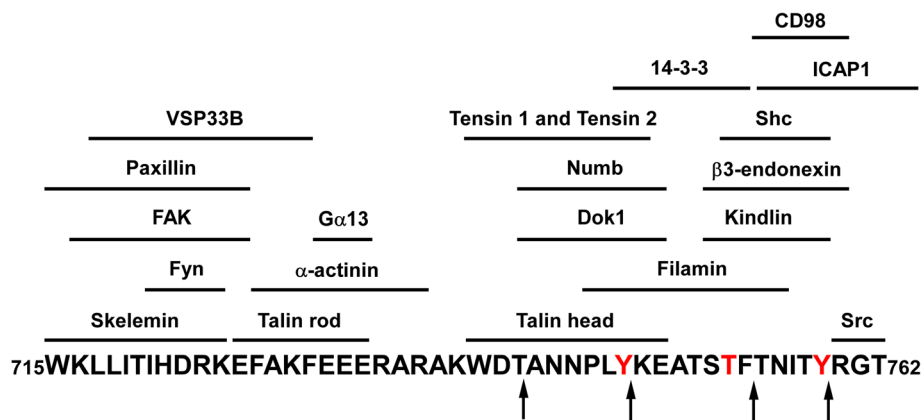 CD98
14-3-3 ICAP1
VSP33B Tensin 1 and Tensin 2 Shc
Paxillin Numb β3-endonexin
FAK Gα13 Dok1 Kindlin
Fyn α-actinin Filamin
Skelemin Talin rod Talin head Src
715WKLLITIHDRKEFAKFEEERARAKWDTANNPLYKEATSTFTNITYRGT762